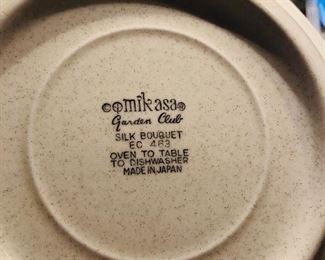 ©mikasa®
Garden Club
SILK BOUQUET
EC 463
OVEN TO TABLE
TO DISHWASHER
MADE IN JAPAN